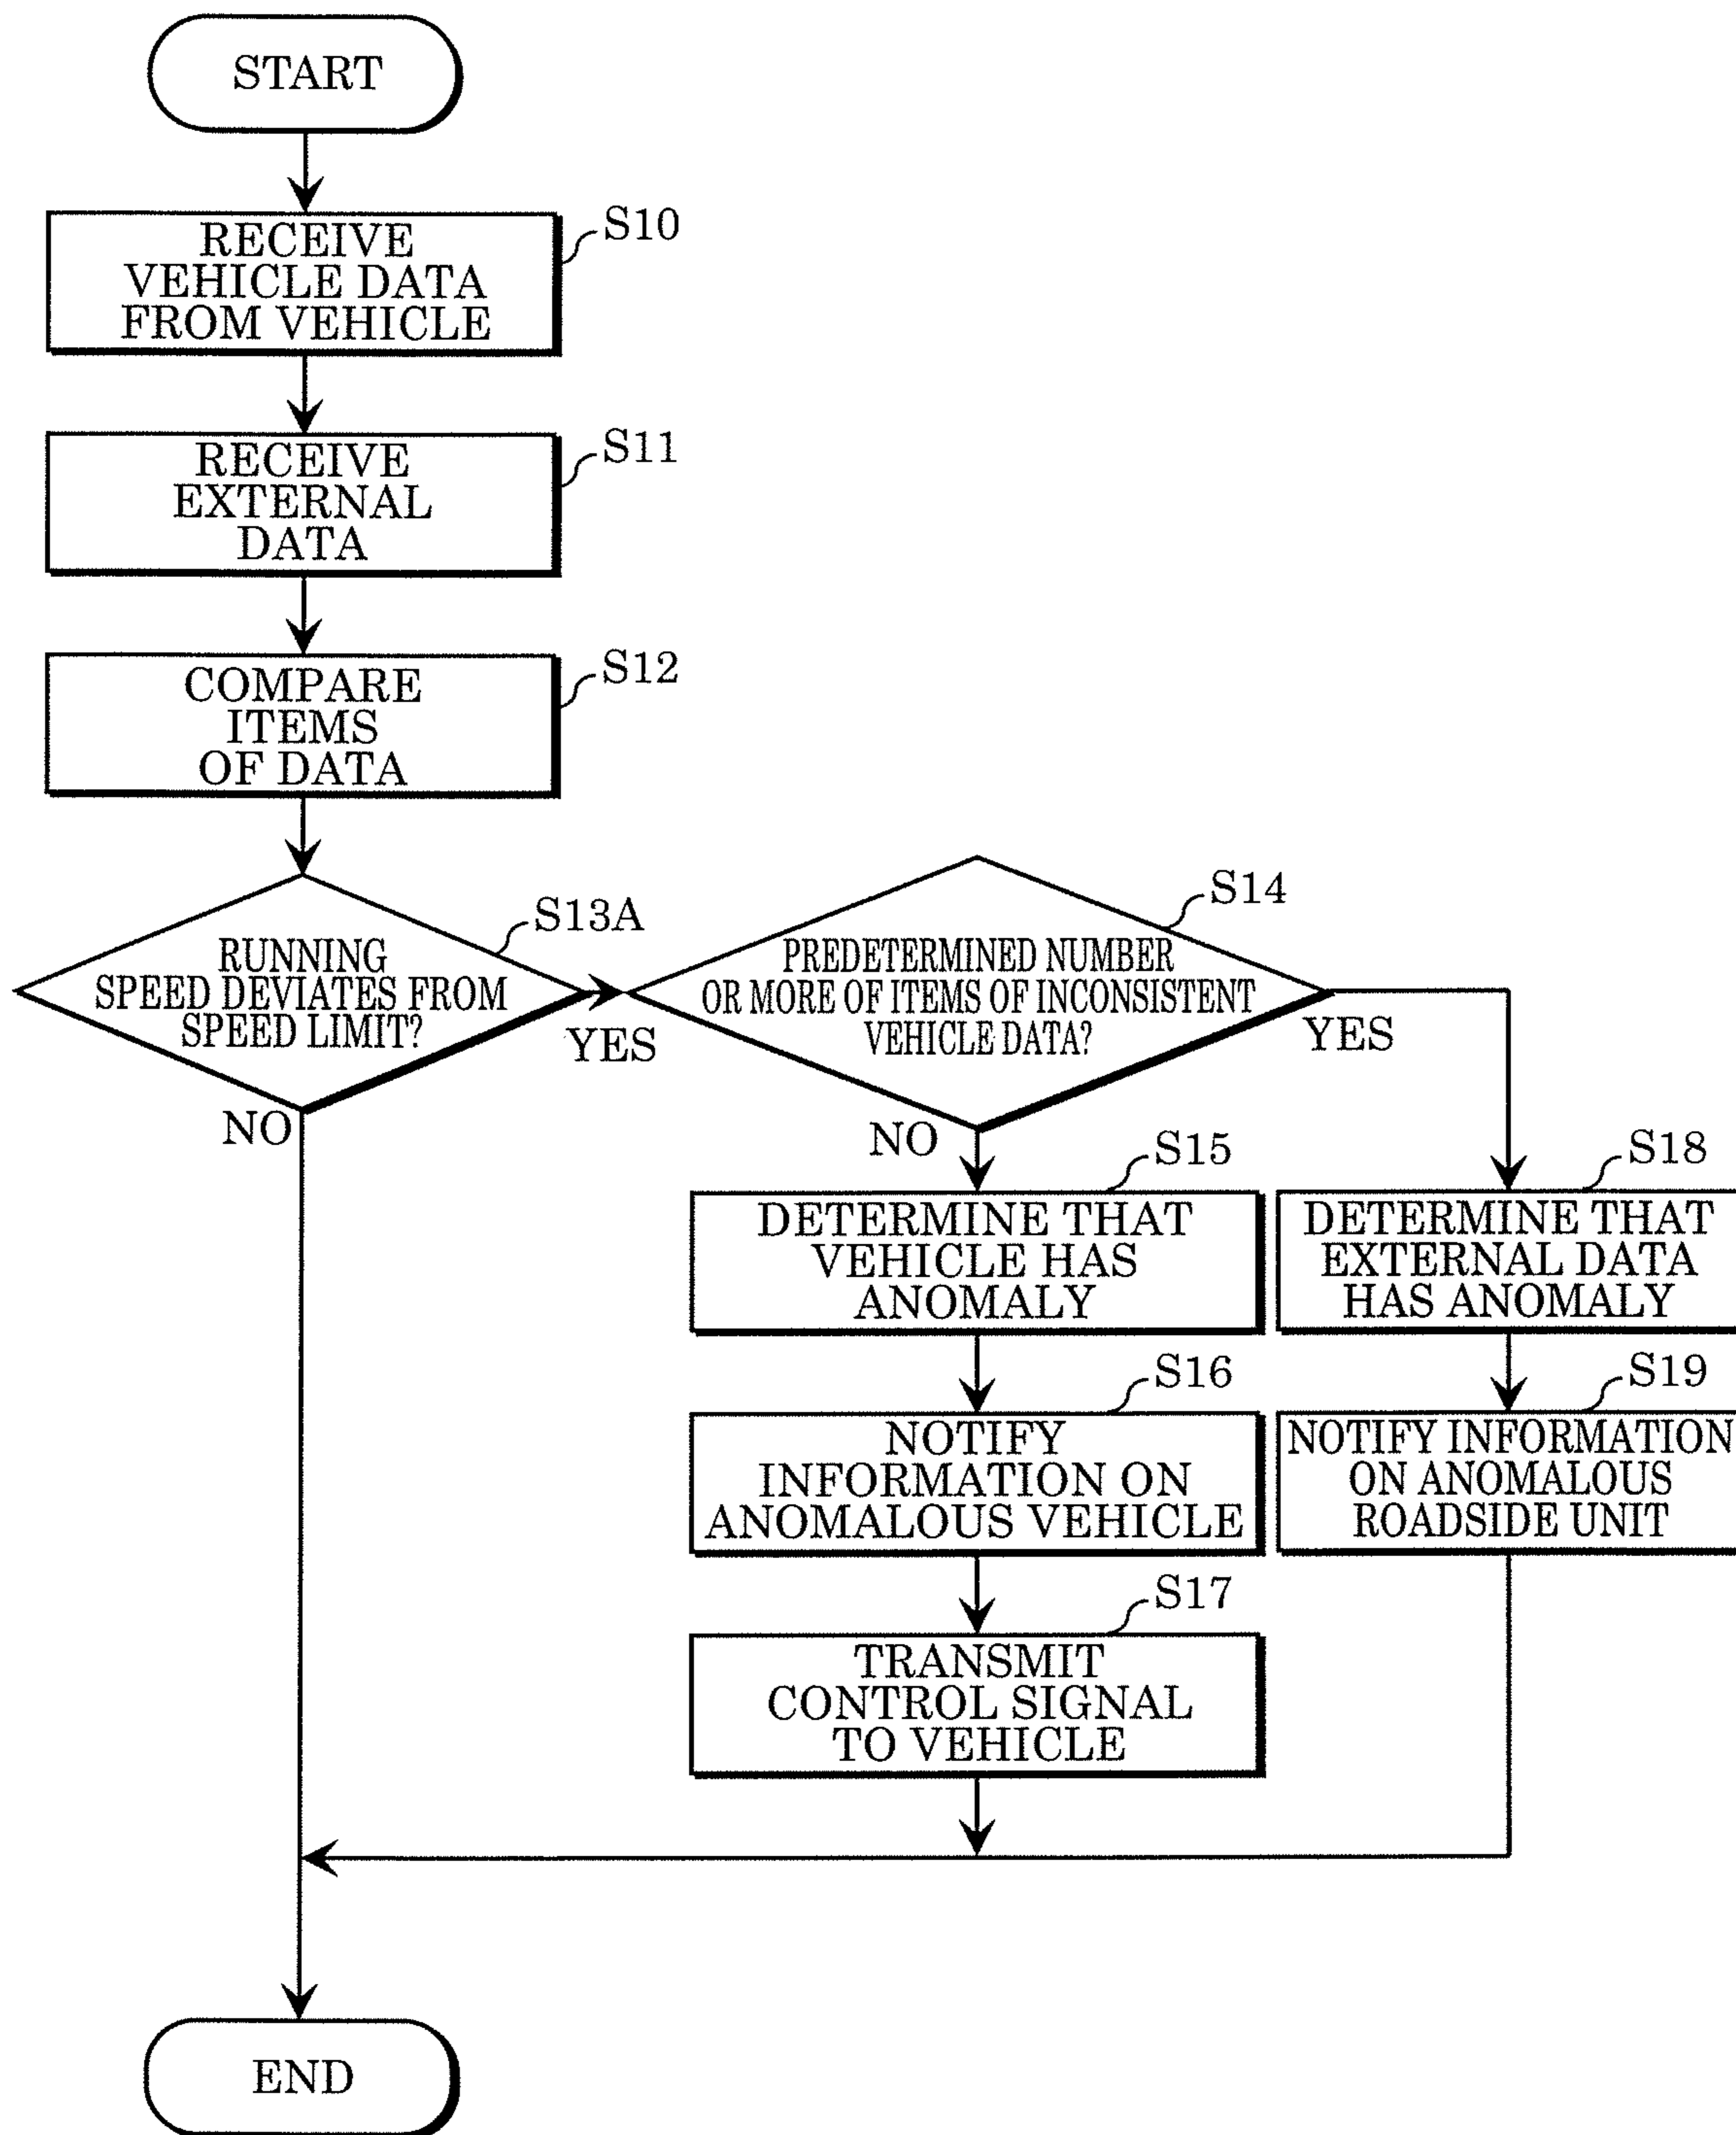 START
S10
RECEIVE
VEHICLE DATA
FROM VEHICLE
S11
RECEIVE
EXTERNAL
DATA
S12
COMPARE
ITEMS
OF DATA
S13A
RUNNING
SPEED DEVIATES FROM
SPEED LIMIT?
YES
NO
S14
PREDETERMINED NUMBER
OR MORE OF ITEMS OF INCONSISTENT
VEHICLE DATA?
YES
NO
S15
DETERMINE THAT
VEHICLE HAS
ANOMALY
S16
NOTIFY
INFORMATION ON
ANOMALOUS VEHICLE
S17
TRANSMIT
CONTROL SIGNAL
TO VEHICLE
S18
DETERMINE THAT
EXTERNAL DATA
HAS ANOMALY
S19
NOTIFY INFORMATION
ON ANOMALOUS
ROADSIDE UNIT
END